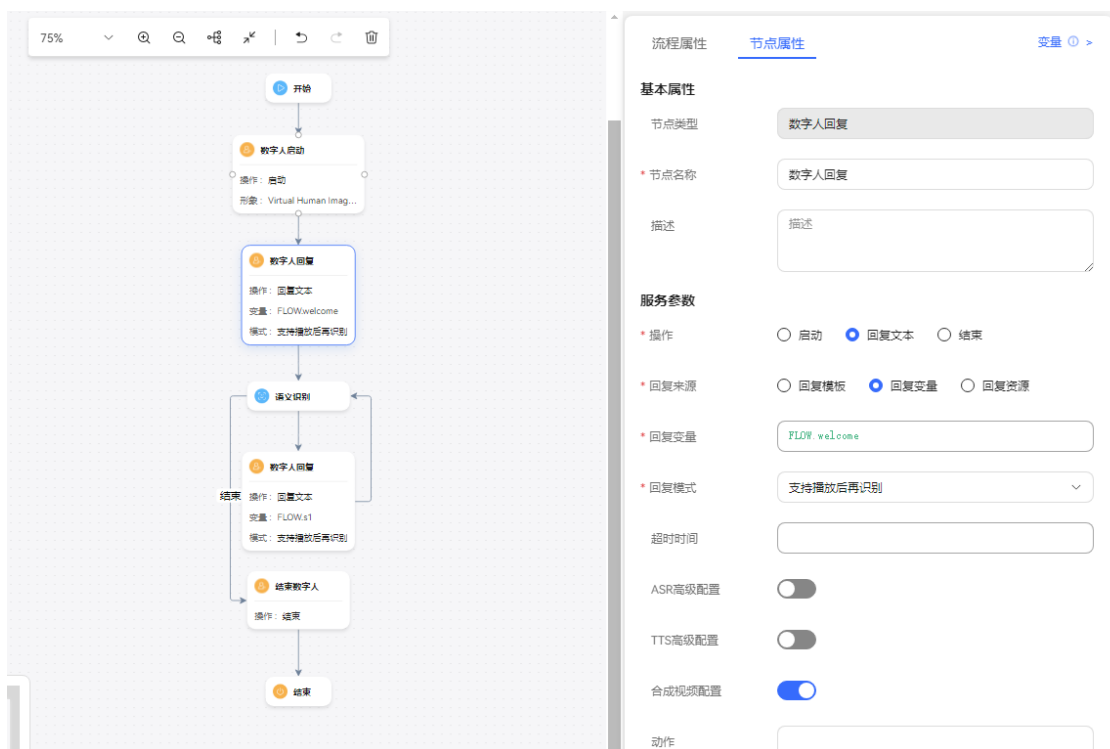 75%
开始
数字人启动
操作： 启动
形象： Virtual Human Imag...
数字人回复
操作： 回复文本
变量： FLOW.welcome
模式： 支持播放后再识别
语义识别
数字人回复
结束
操作： 回复文本
变量： FLOW.s1
模式： 支持播放后再识别
结束数字人
操作： 结束
结束
流程属性 节点属性 变量 >
基本属性
节点类型 数字人回复
* 节点名称 数字人回复
描述 描述
服务参数
* 操作 启动 回复文本 结束
* 回复来源 回复模板 回复变量 回复资源
* 回复变量 FLOW.welcome
* 回复模式 支持播放后再识别
超时时间
ASR高级配置
TTS高级配置
合成视频配置
动作